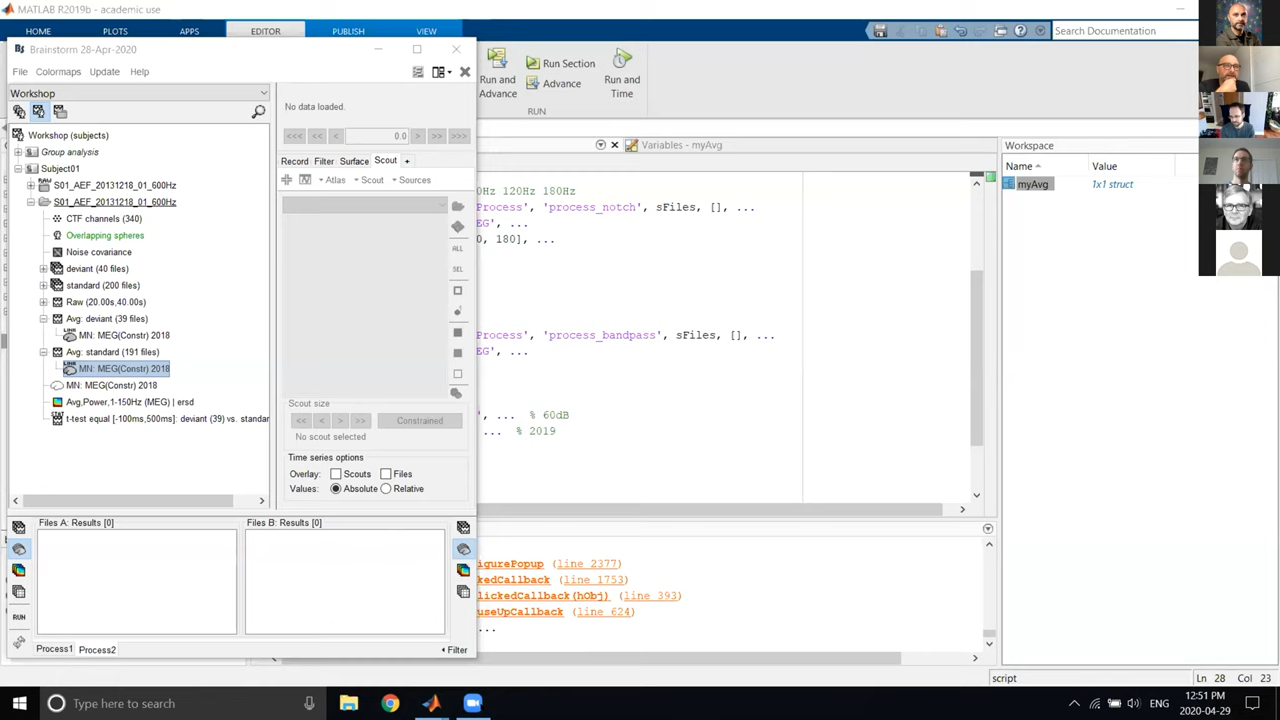 MATLAB R2019b - academic use
HOME PLOTS APPS EDITOR PUBLISH VIEW
Search Documentation
Brainstorm 28-Apr-2020
File Colormaps Update Help
Run and Advance
Run Section
Advance
Run and Time
RUN
Workshop
No data loaded.
<<< << < 0.0 > >> >>>
Variables - myAvg
Workspace
Name Value
myAvg 1x1 struct
Workshop (subjects)
Group analysis
Subject01
S01_AEF_20131218_01_600Hz
S01_AEF_20131218_01_600Hz
CTF channels (340)
Overlapping spheres
Noise covariance
deviant (40 files)
standard (200 files)
Raw (20.00s,40.00s)
Avg: deviant (39 files)
LINK MN: MEG(Constr) 2018
Avg: standard (191 files)
LINK MN: MEG(Constr) 2018
MN: MEG(Constr) 2018
Avg,Power,1-150Hz (MEG) | ersd
STAT t-test equal [-100ms,500ms]: deviant (39) vs. standar
Record Filter Surface Scout +
Atlas Scout Sources
ALL
SEL
Scout size
<< < > >> Constrained
No scout selected
Time series options
Overlay: Scouts Files
Values: Absolute Relative
0Hz 120Hz 180Hz
Process', 'process_notch', sFiles, [], ...
EG', ...
0, 180], ...
Process', 'process_bandpass', sFiles, [], ...
EG', ...
', ... % 60dB
... % 2019
Files A: Results [0]
Files B: Results [0]
RUN
Process1 Process2
Filter
igurePopup (line 2377)
kedCallback (line 1753)
lickedCallback(hObj) (line 393)
useUpCallback (line 624)
...
script
Ln 28 Col 23
Type here to search
ENG
12:51 PM
2020-04-29